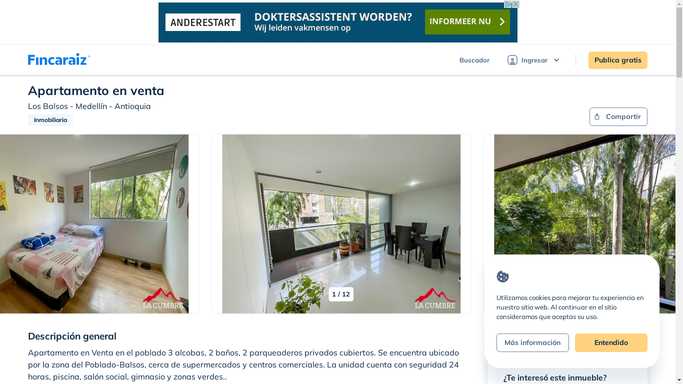 ANDERESTART
DOKTERSASSISTENT WORDEN?
Wij leiden vakmensen op
INFORMEER NU
Fincaraiz
Buscador
Ingresar
Publica gratis
Apartamento en venta
Los Balsos - Medellín - Antioquia
Inmobiliaria
Compartir
LA CUMBRE
1 / 12
LA CUMBRE
Utilizamos cookies para mejorar tu experiencia en
nuestro sitio web. Al continuar en el sitio
consideramos que aceptas su uso.
Más información
Entendido
Descripción general
Apartamento en Venta en el poblado 3 alcobas, 2 baños, 2 parqueaderos privados cubiertos. Se encuentra ubicado
por la zona del Poblado-Balsos, cerca de supermercados y centros comerciales. La unidad cuenta con seguridad 24
horas, piscina, salón social, gimnasio y zonas verdes..
¿Te interesó este inmueble?